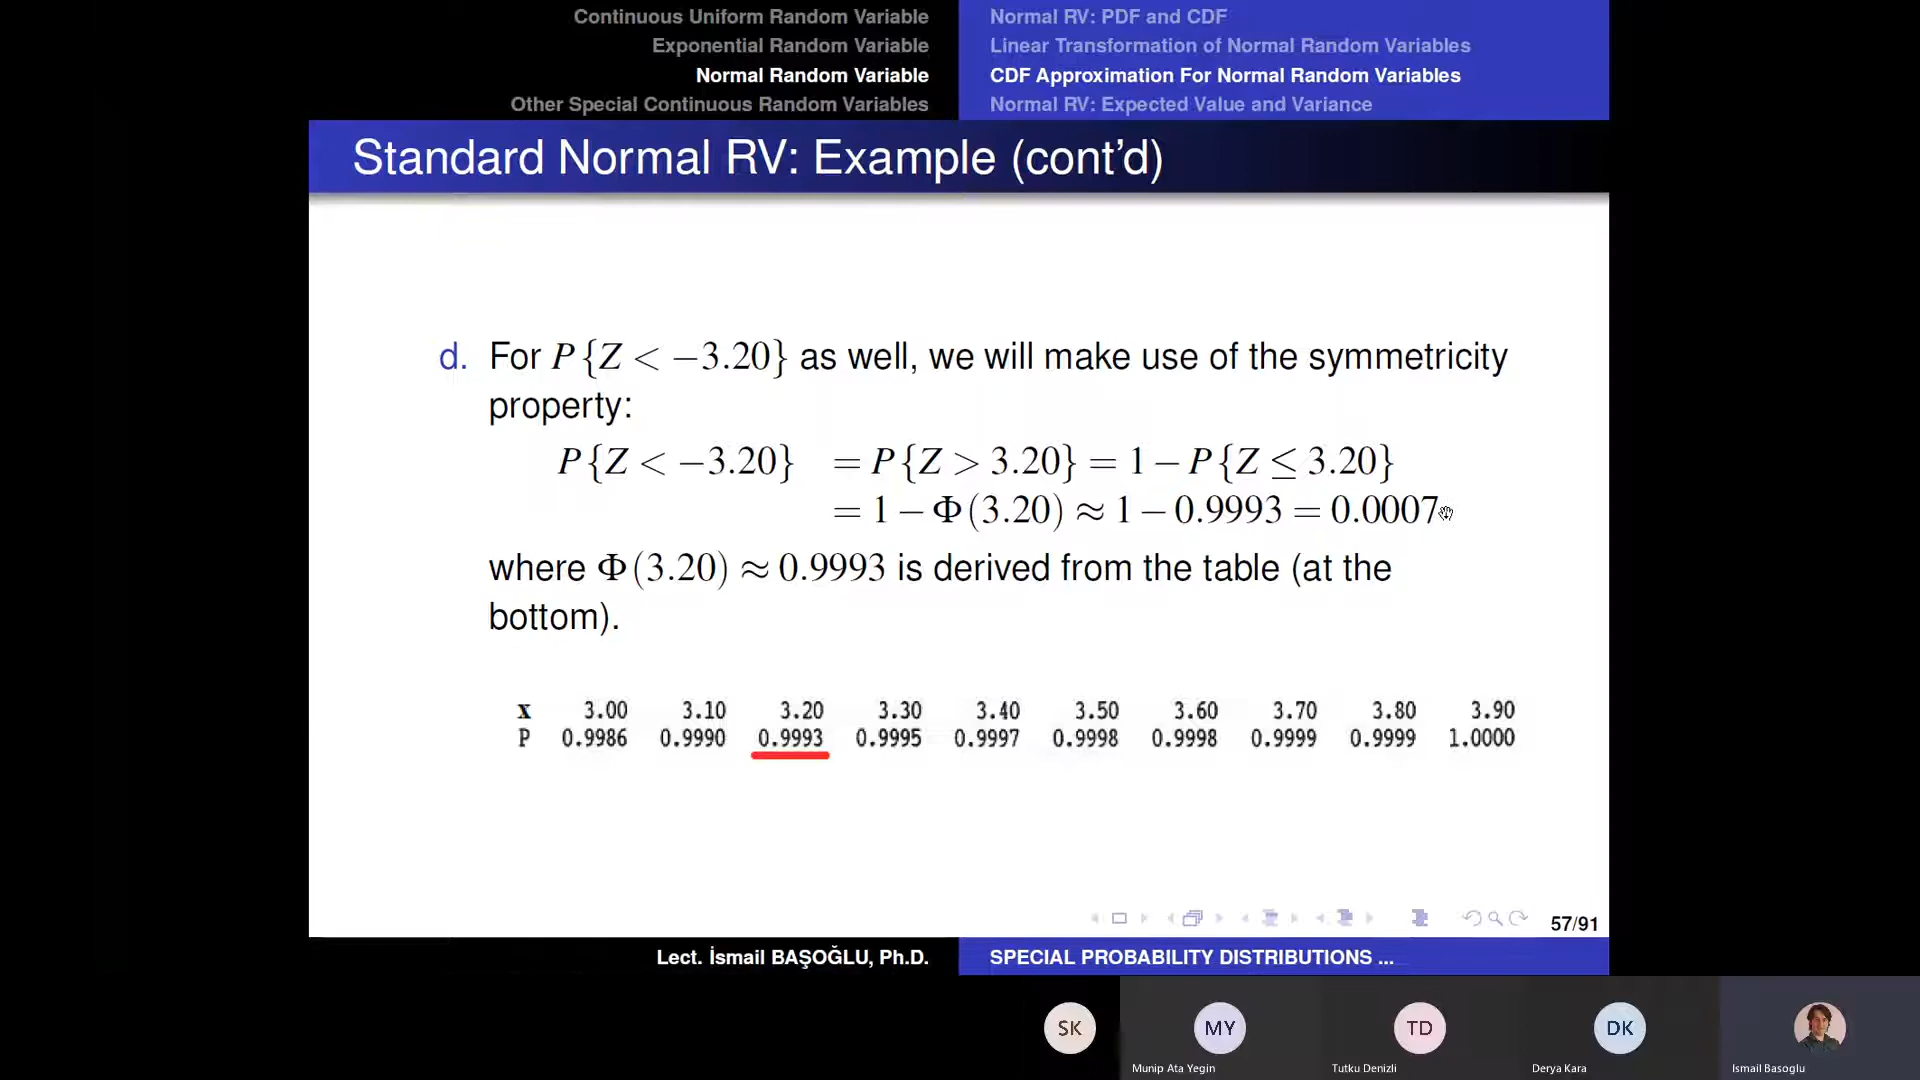 Continuous Uniform Random Variable
Exponential Random Variable
Normal Random Variable
Other Special Continuous Random Variables
Normal RV: PDF and CDF
Linear Transformation of Normal Random Variables
CDF Approximation For Normal Random Variables
Normal RV: Expected Value and Variance
Standard Normal RV: Example (cont'd)
d. For P{Z < −3.20} as well, we will make use of the symmetricity
property:
P{Z < −3.20} = P{Z > 3.20} = 1 − P{Z ≤ 3.20}
= 1 − Φ(3.20) ≈ 1 − 0.9993 = 0.0007
where Φ(3.20) ≈ 0.9993 is derived from the table (at the
bottom).
x 3.00 3.10 3.20 3.30 3.40 3.50 3.60 3.70 3.80 3.90
P 0.9986 0.9990 0.9993 0.9995 0.9997 0.9998 0.9998 0.9999 0.9999 1.0000
57/91
Lect. İsmail BAŞOĞLU, Ph.D.
SPECIAL PROBABILITY DISTRIBUTIONS ...
SK
MY
TD
DK
Munip Ata Yegin
Tutku Denizli
Derya Kara
Ismail Basoglu